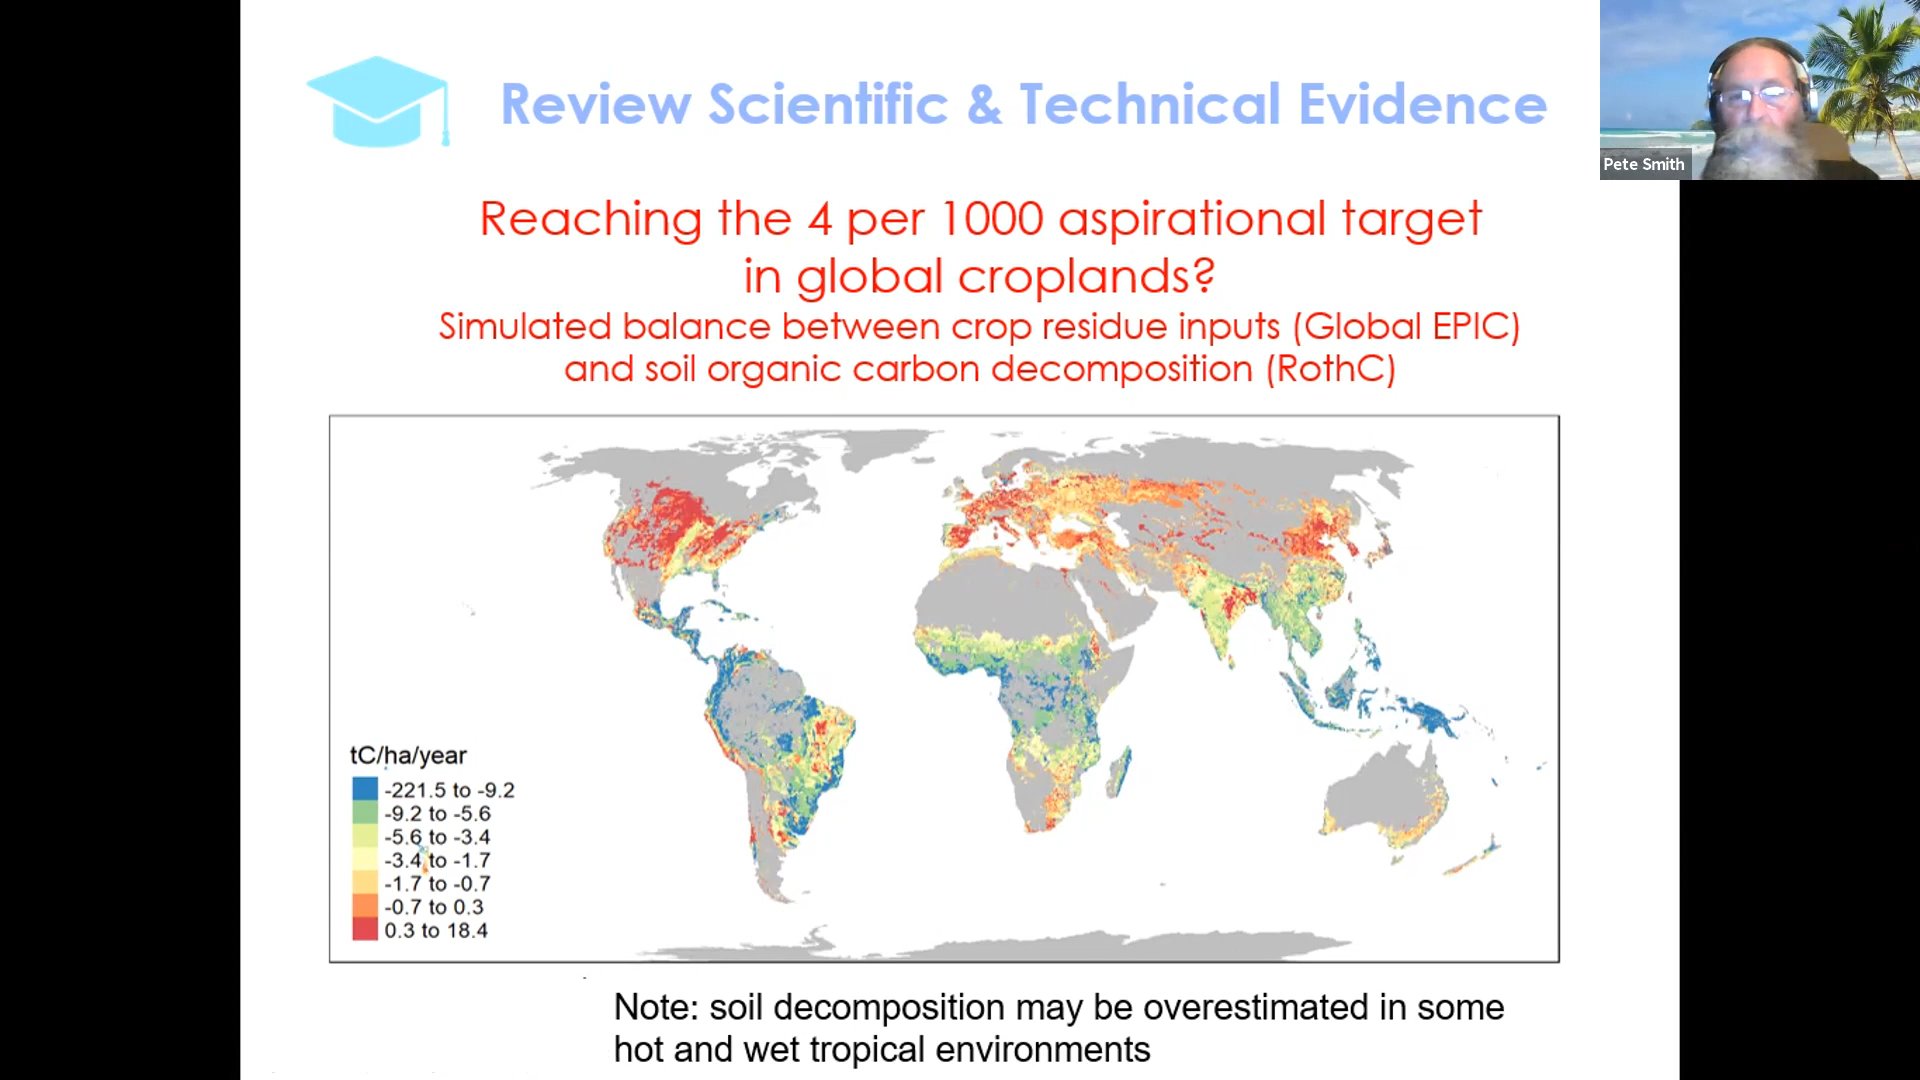 Review Scientific & Technical Evidence
Pete Smith
Reaching the 4 per 1000 aspirational target
in global croplands?
Simulated balance between crop residue inputs (Global EPIC)
and soil organic carbon decomposition (RothC)
tC/ha/year
-221.5 to -9.2
-9.2 to -5.6
-5.6 to -3.4
-3.4 to -1.7
-1.7 to -0.7
-0.7 to 0.3
0.3 to 18.4
Note: soil decomposition may be overestimated in some
hot and wet tropical environments